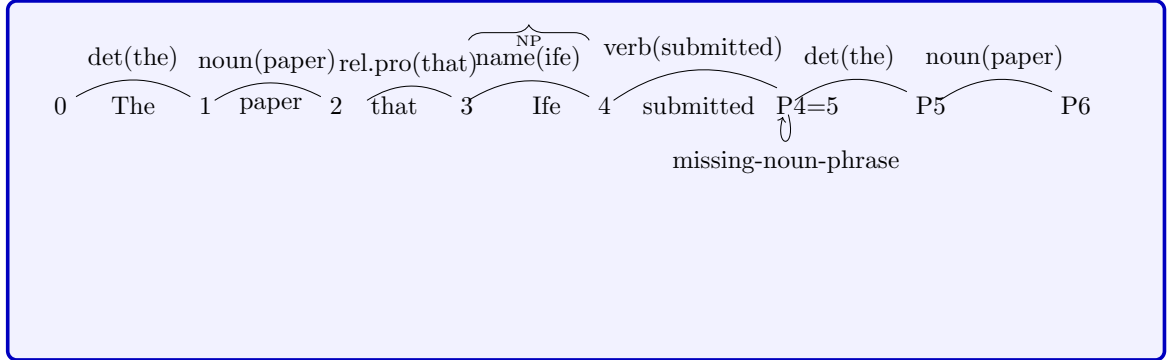 NP
det(the) noun(paper) rel.pro(that) name(ife) verb(submitted) det(the) noun(paper)
0 The 1 paper 2 that 3 Ife 4 submitted P4=5 P5 P6
missing-noun-phrase